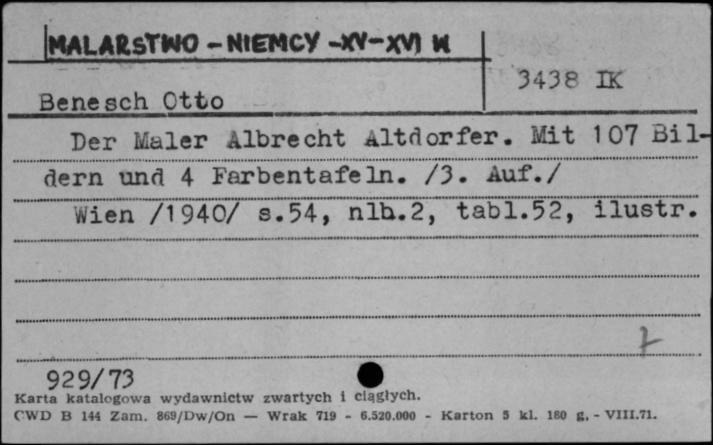 MALARSTWO - NIEMCY - XV - XVI W
3438 IK
Benesch Otto
Der Maler Albrecht Altdorfer. Mit 107 Bil-
dern und 4 Farbentafeln. /3. Auf./
Wien /1940/ s.54, nlb.2, tabl.52, ilustr.
929/73
Karta katalogowa wydawnictw zwartych i ciągłych.
CWD B 144 Zam. 869/Dw/On — Wrak 719 - 6.520.000 - Karton 5 kl. 180 g. - VIII.71.